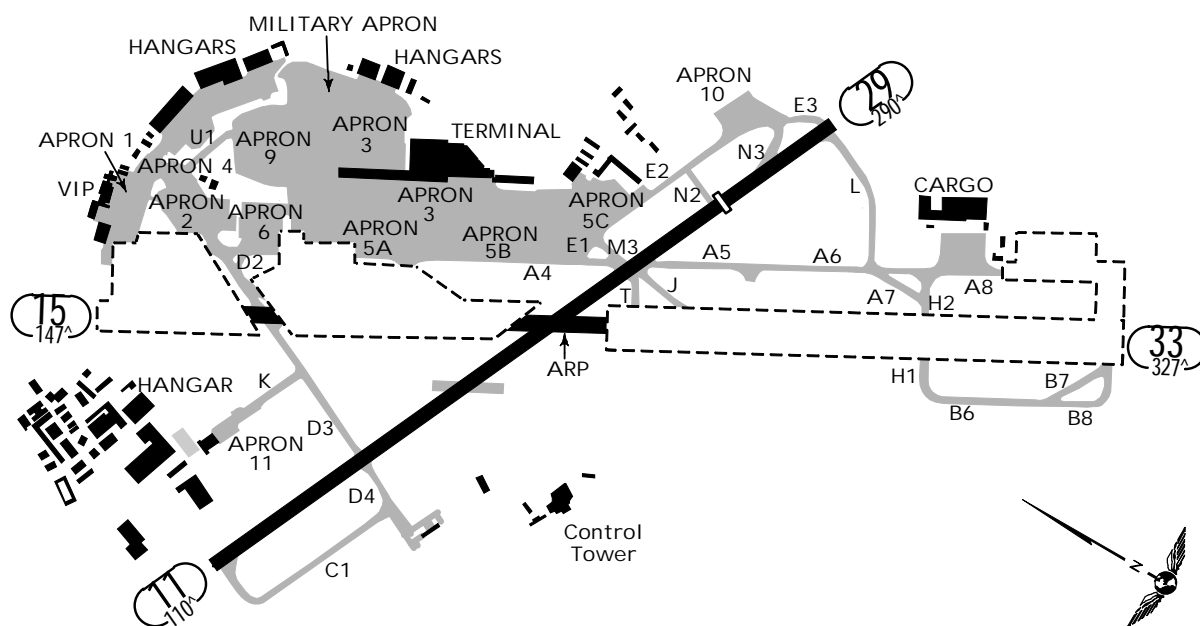 MILITARY APRON
HANGARS
HANGARS
APRON
10
E3
29
290^
U1
APRON
3
TERMINAL
APRON 1
APRON
9
N3
APRON 4
VIP
E2
L
CARGO
APRON
2
APRON
6
APRON
3
N2
APRON
5C
APRON
5A
APRON
5B
E1
M3
D2
A4
A5
A6
A7
A8
T
J
H2
15
147^
ARP
33
327^
HANGAR
K
H1
B7
B6
B8
D3
APRON
11
D4
Control
Tower
C1
11
110^
N